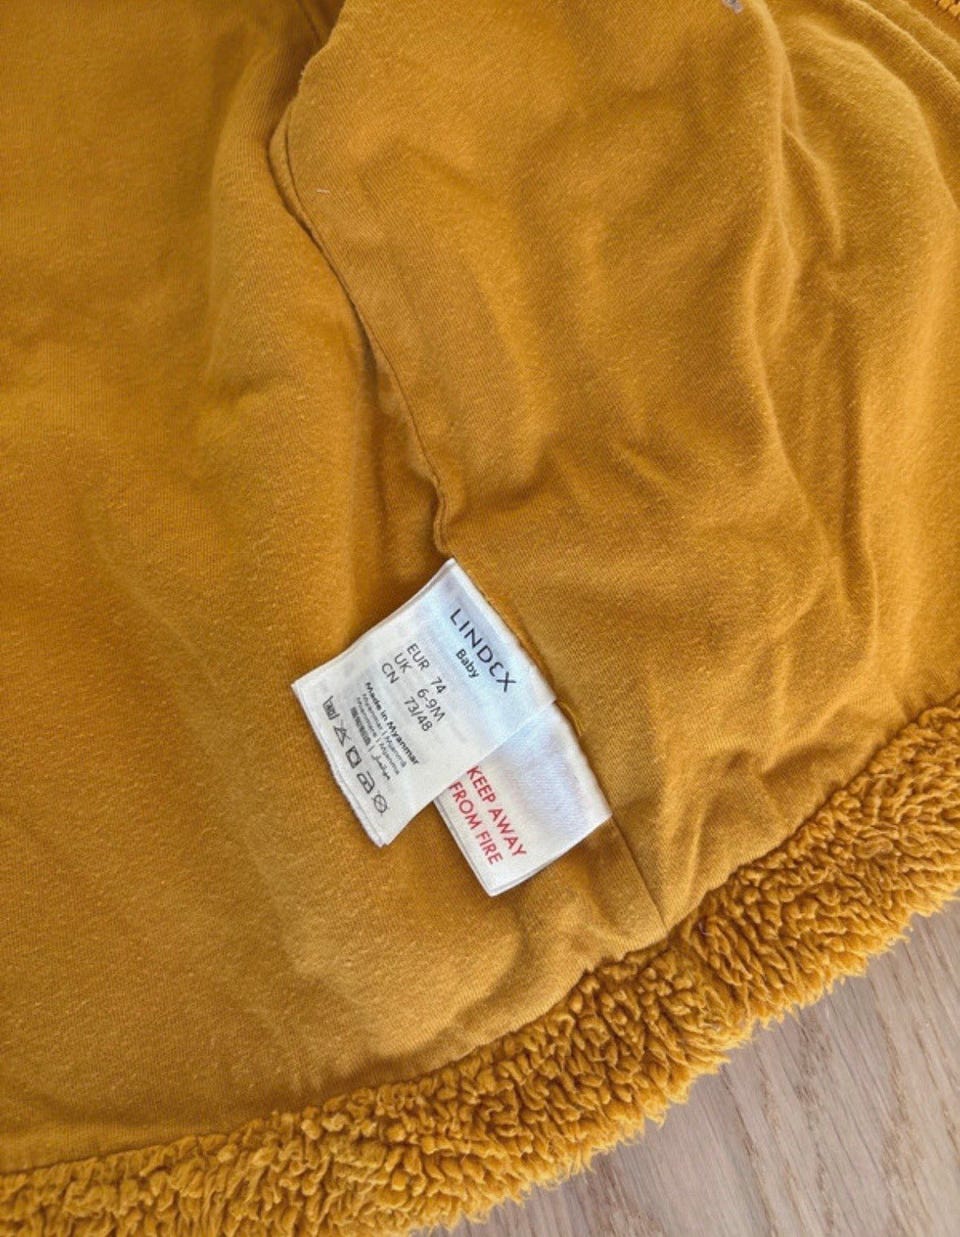 LINDEX
Baby
EUR 74
UK 6-9M
CN 73/48
Made in Myanmar
KEEP AWAY
FROM FIRE